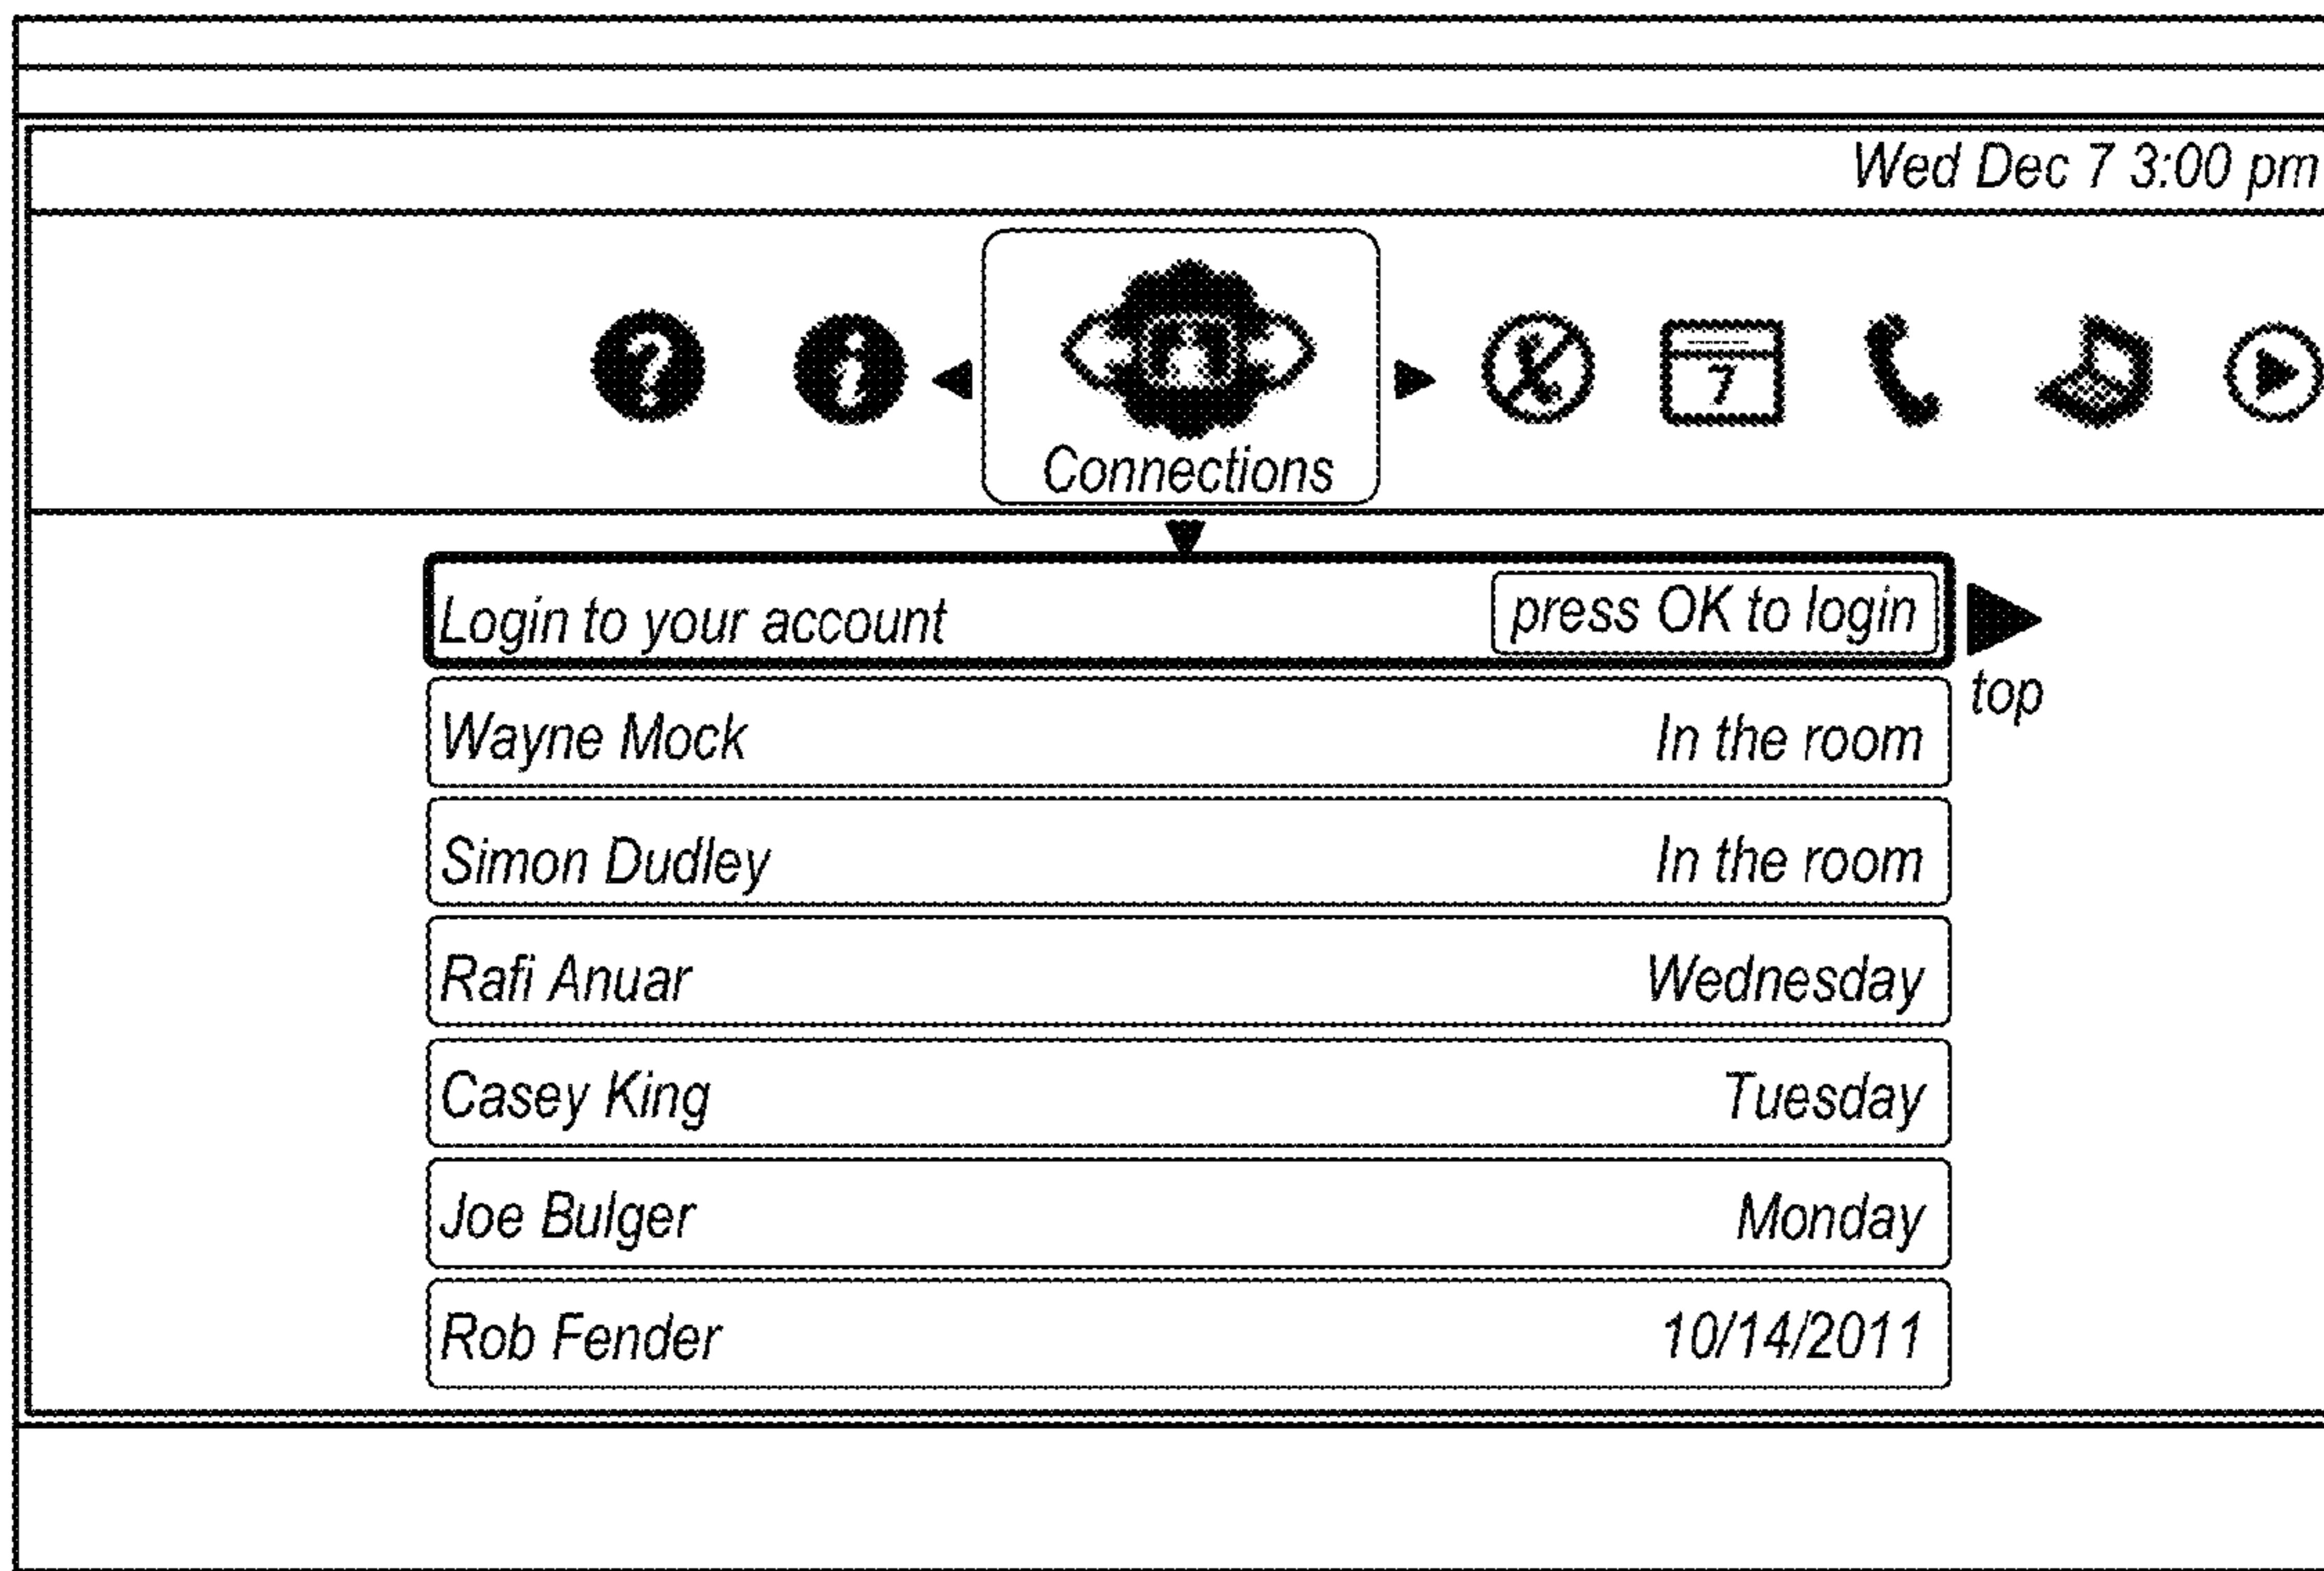 Wed Dec 7 3:00 pm
7
Connections
Login to your account press OK to login
top
Wayne Mock In the room
Simon Dudley In the room
Rafi Anuar Wednesday
Casey King Tuesday
Joe Bulger Monday
Rob Fender 10/14/2011